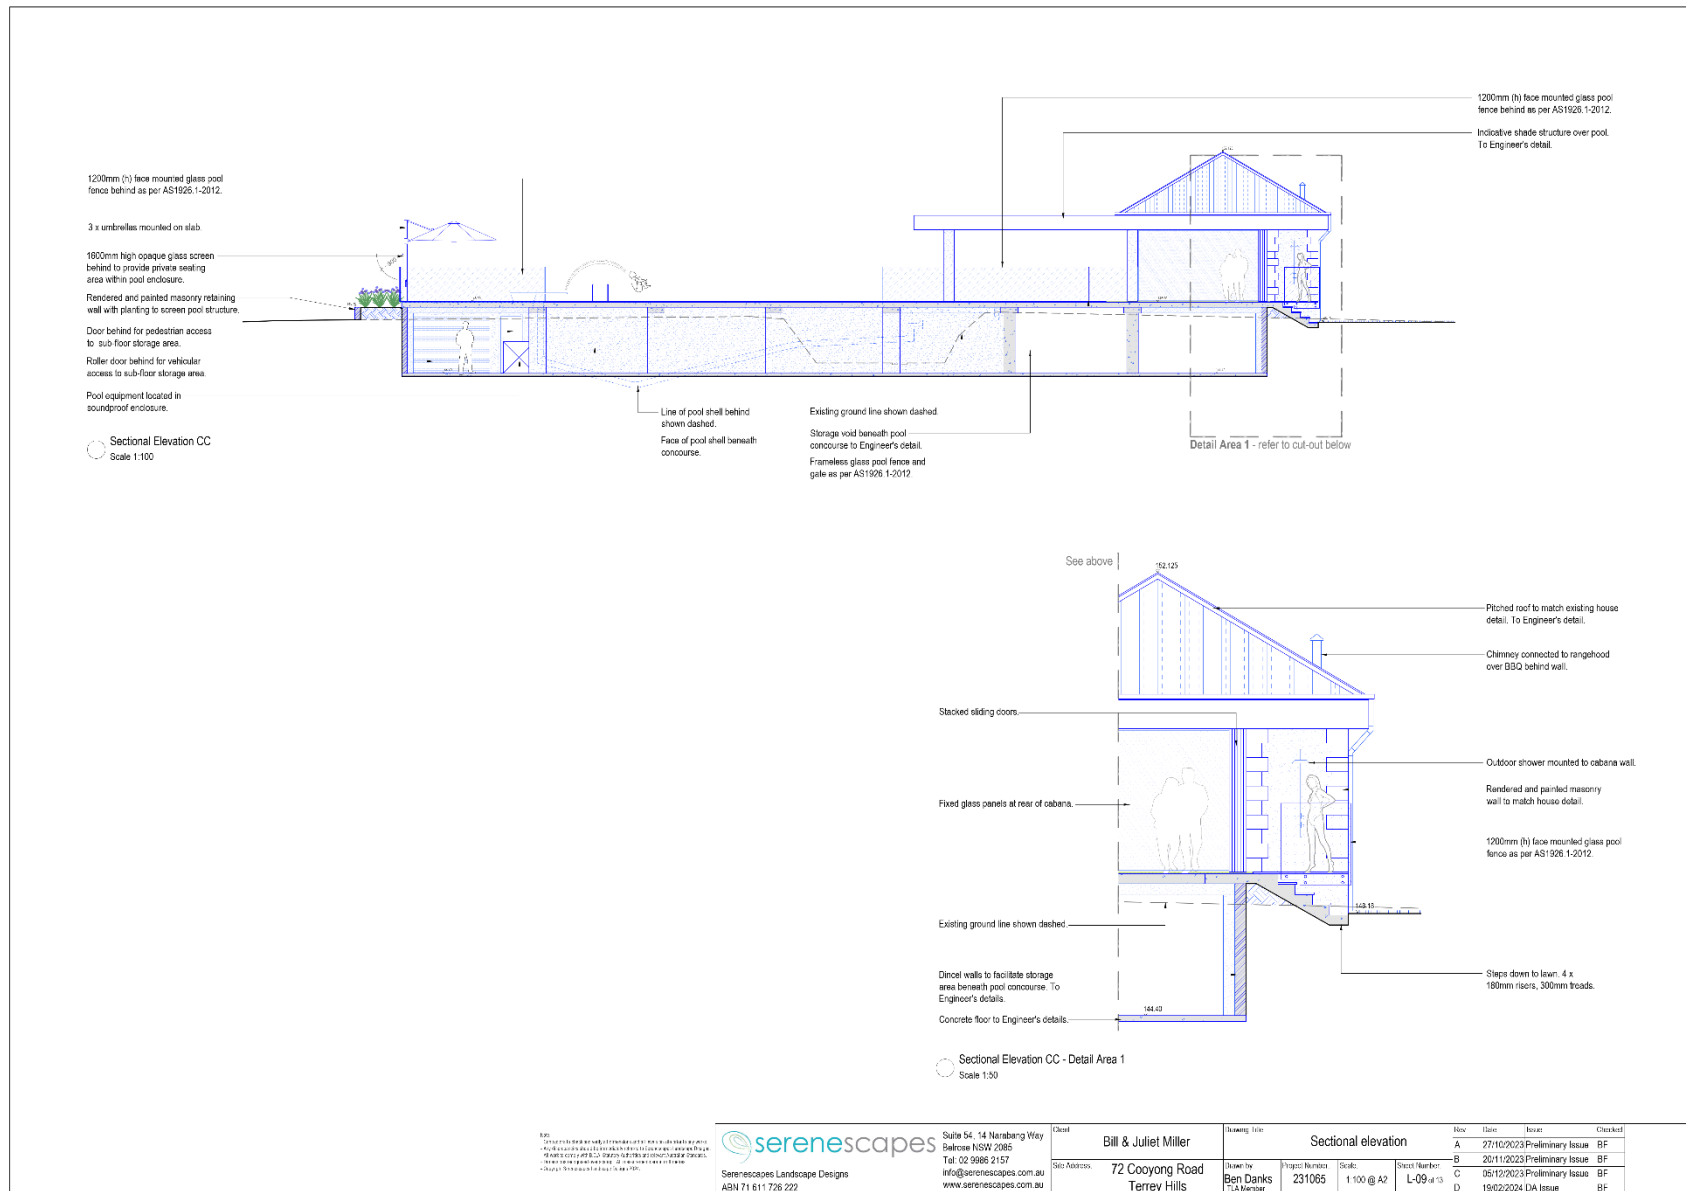 1200mm (h) face mounted glass pool
fence behind as per AS1926.1-2012.
Indicative shade structure over pool.
To Engineer's detail.
1200mm (h) face mounted glass pool
fence behind as per AS1926.1-2012.
3 x umbrellas mounted on slab.
1600mm high opaque glass screen
behind to provide private seating
area within pool enclosure.
Rendered and painted masonry retaining
wall with planting to screen pool structure.
Door behind for pedestrian access
to sub-floor storage area.
Roller door behind for vehicular
access to sub-floor storage area.
Pool equipment located in
soundproof enclosure.
Sectional Elevation CC
Scale 1:100
Line of pool shell behind
shown dashed.
Face of pool shell beneath
concourse.
Existing ground line shown dashed.
Storage void beneath pool
concourse to Engineer's detail.
Frameless glass pool fence and
gate as per AS1926.1-2012
Detail Area 1 - refer to cut-out below
See above
152.125
Pitched roof to match existing house
detail. To Engineer's detail.
Chimney connected to rangehood
over BBQ behind wall.
Stacked sliding doors.
Outdoor shower mounted to cabana wall.
Rendered and painted masonry
wall to match house detail.
Fixed glass panels at rear of cabana.
1200mm (h) face mounted glass pool
fence as per AS1926.1-2012.
Existing ground line shown dashed.
Dincel walls to facilitate storage
area beneath pool concourse. To
Engineer's details.
Steps down to lawn. 4 x
180mm risers, 300mm treads.
144.40
Concrete floor to Engineer's details.
Sectional Elevation CC - Detail Area 1
Scale 1:50
serenescapes
Serenescapes Landscape Designs
ABN 71 611 726 222
Suite 54, 14 Narabang Way
Belrose NSW 2085
Tel: 02 9986 2157
info@serenescapes.com.au
www.serenescapes.com.au
Client
Bill & Juliet Miller
Site Address.
72 Cooyong Road
Terrey Hills
Drawing Title
Sectional elevation
Drawn by
Ben Danks
TLA Member
Project Number.
231065
Scale.
1:100 @ A2
Sheet Number
L-09 of 13
Rev Date Issue Checked
A 27/10/2023 Preliminary Issue BF
B 20/11/2023 Preliminary Issue BF
C 05/12/2023 Preliminary Issue BF
D 19/02/2024 DA Issue BF